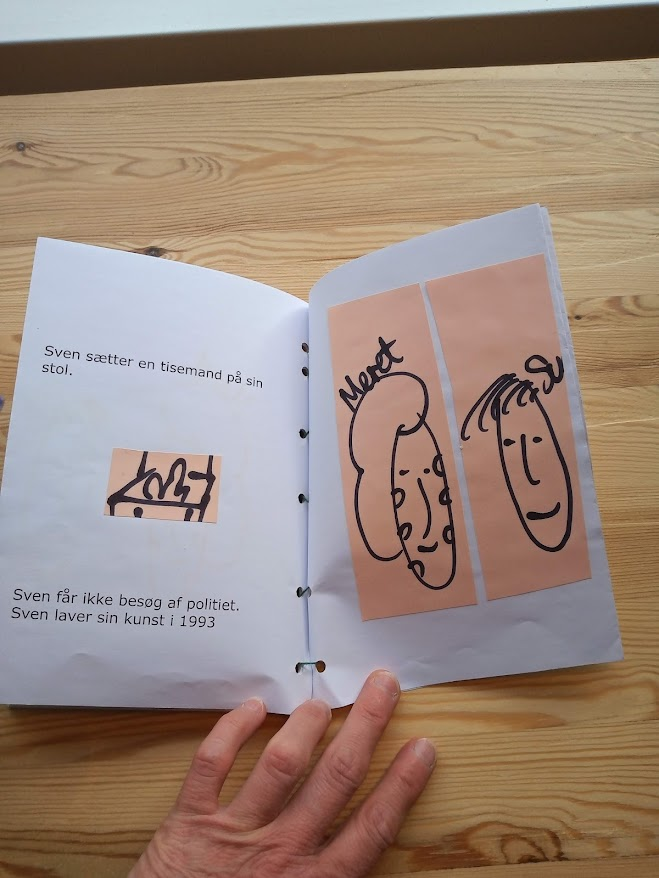 Sven sætter en tisemand på sin
stol.
Sven får ikke besøg af politiet.
Sven laver sin kunst i 1993
Meret